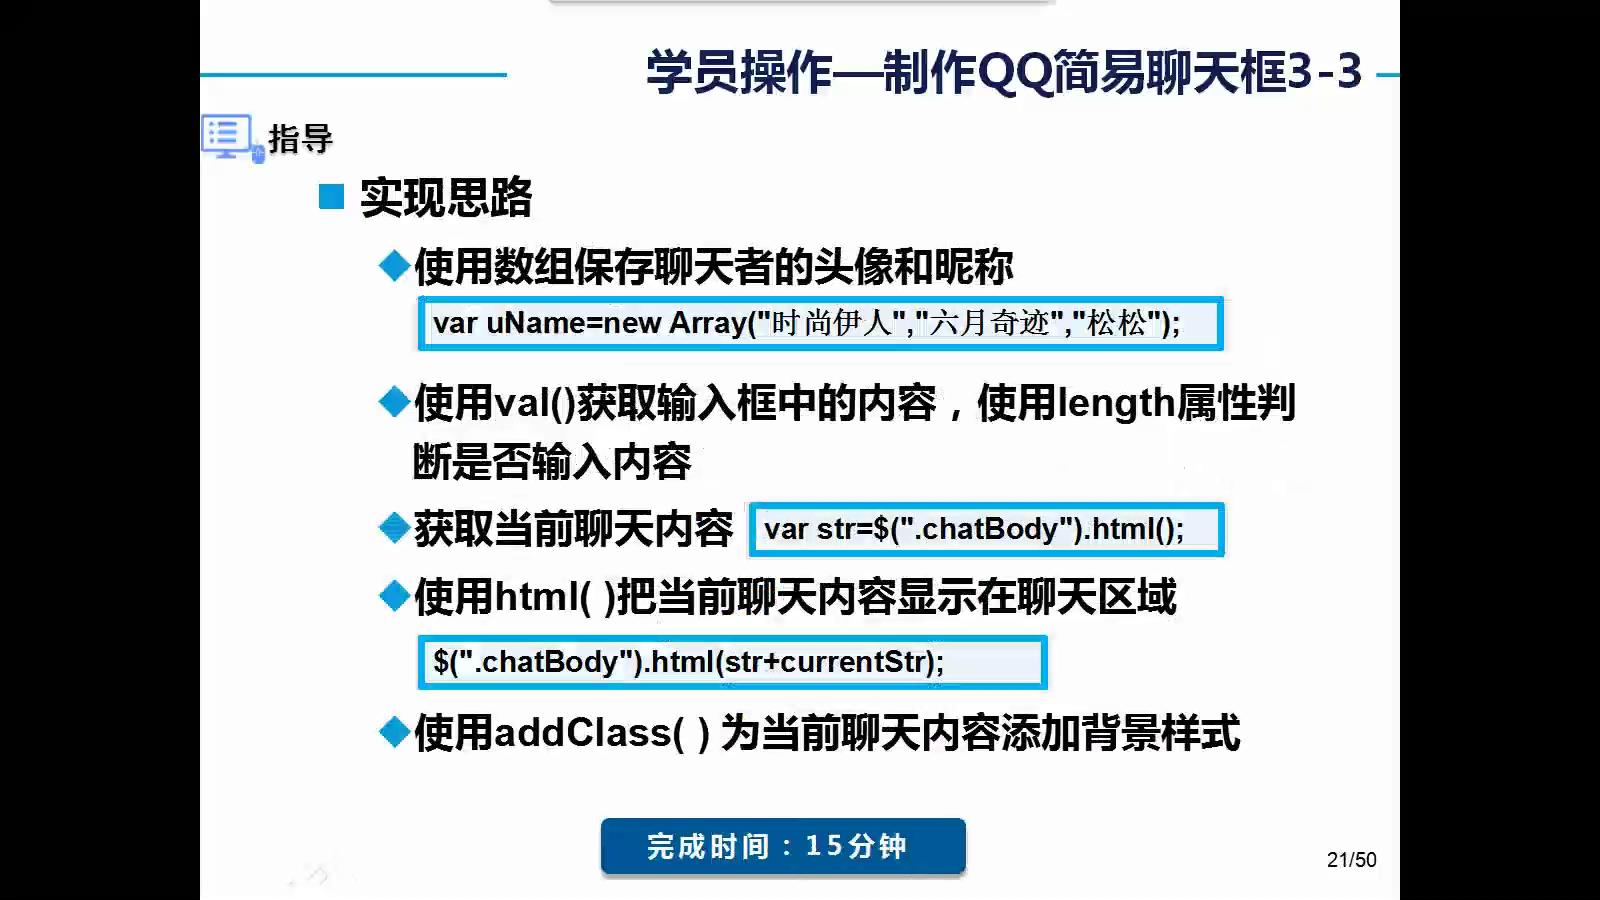 学员操作—制作QQ简易聊天框3-3
指导
实现思路
使用数组保存聊天者的头像和昵称
var uName=new Array("时尚伊人","六月奇迹","松松");
使用val()获取输入框中的内容，使用length属性判
断是否输入内容
获取当前聊天内容
var str=$(".chatBody").html();
使用html( )把当前聊天内容显示在聊天区域
$(".chatBody").html(str+currentStr);
使用addClass( ) 为当前聊天内容添加背景样式
完成时间：15分钟
21/50